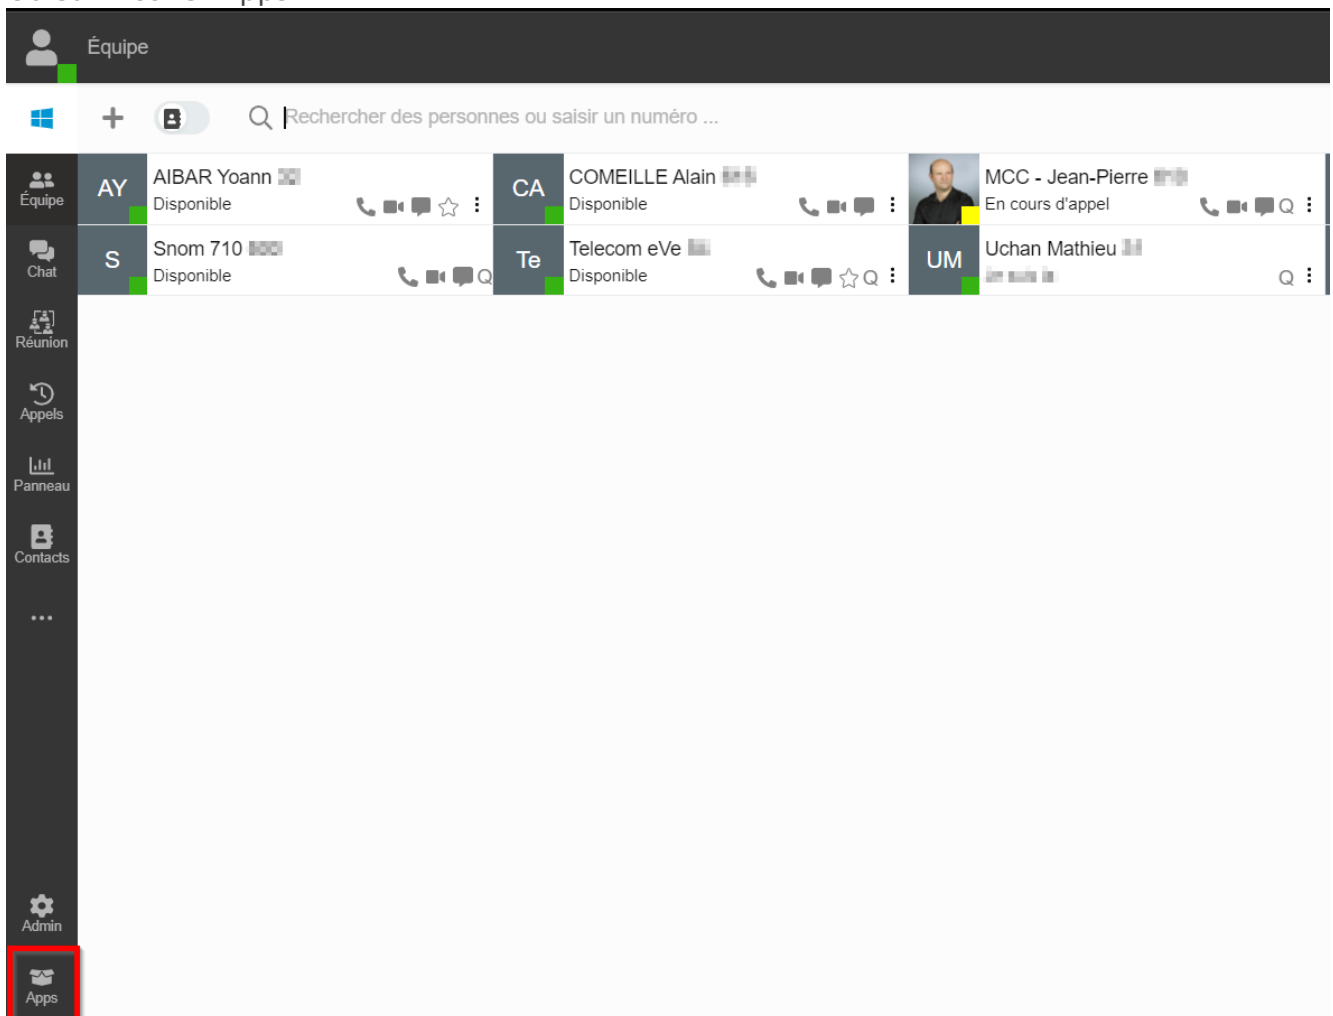 Équipe
Rechercher des personnes ou saisir un numéro ...
Équipe
AY
AIBAR Yoann
Disponible
CA
COMEILLE Alain
Disponible
MCC - Jean-Pierre
En cours d'appel
Q
Chat
S
Snom 710
Disponible
Q
Te
Telecom eVe
Disponible
Q
UM
Uchan Mathieu
Q
Réunion
Appels
Panneau
Contacts
Admin
Apps